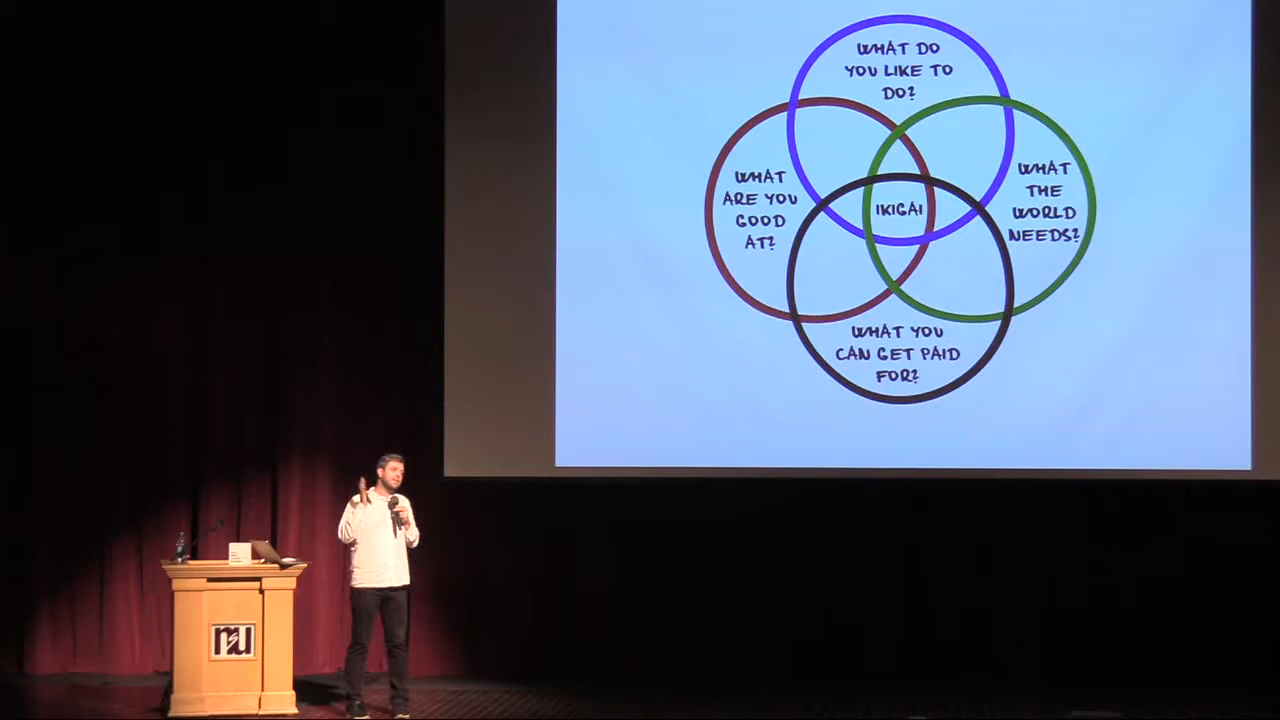 WHAT DO
YOU LIKE TO
DO?
WHAT
ARE YOU
GOOD
AT?
IKIGAI
WHAT
THE
WORLD
NEEDS?
WHAT YOU
CAN GET PAID
FOR?
nsu